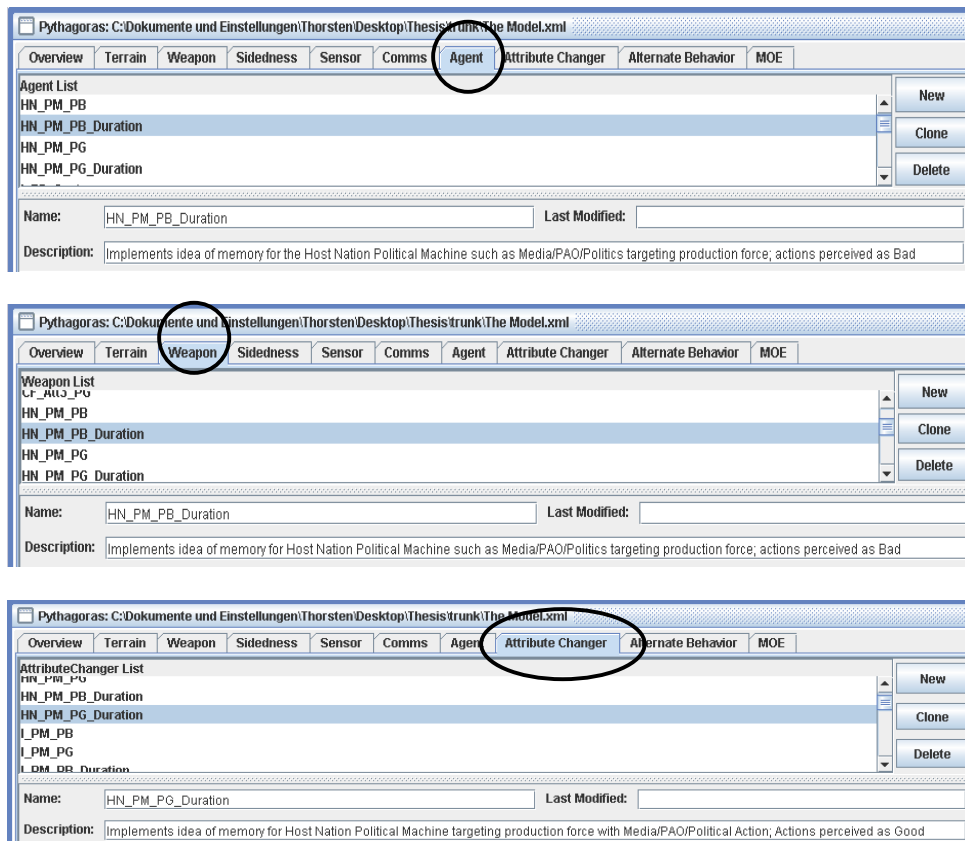 Pythagoras: C:\Dokumente und Einstellungen\Thorsten\Desktop\Thesis\trunk\The Model.xml
Overview Terrain Weapon Sidedness Sensor Comms Agent Attribute Changer Alternate Behavior MOE
Agent List
HN_PM_PB
New
HN_PM_PB_Duration
Clone
HN_PM_PG
HN_PM_PG_Duration
Delete
Name: HN_PM_PB_Duration Last Modified:
Description: Implements idea of memory for the Host Nation Political Machine such as Media/PAO/Politics targeting production force; actions perceived as Bad
Pythagoras: C:\Dokumente und Einstellungen\Thorsten\Desktop\Thesis\trunk\The Model.xml
Overview Terrain Weapon Sidedness Sensor Comms Agent Attribute Changer Alternate Behavior MOE
Weapon List
CF_Att3_PG
New
HN_PM_PB
HN_PM_PB_Duration
Clone
HN_PM_PG
HN_PM_PG_Duration
Delete
Name: HN_PM_PB_Duration Last Modified:
Description: Implements idea of memory for Host Nation Political Machine such as Media/PAO/Politics targeting production force; actions perceived as Bad
Pythagoras: C:\Dokumente und Einstellungen\Thorsten\Desktop\Thesis\trunk\The Model.xml
Overview Terrain Weapon Sidedness Sensor Comms Agent Attribute Changer Alternate Behavior MOE
AttributeChanger List
HN_PM_PG
New
HN_PM_PB_Duration
HN_PM_PG_Duration
Clone
I_PM_PB
I_PM_PG
Delete
I_PM_PB_Duration
Name: HN_PM_PG_Duration Last Modified:
Description: Implements idea of memory for Host Nation Political Machine targeting production force with Media/PAO/Political Action; Actions perceived as Good